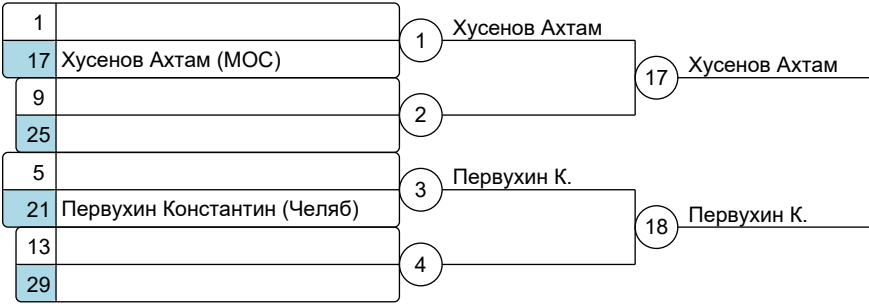 1
17 Хусенов Ахтам (МОС)
9
25
5
21 Первухин Константин (Челяб)
13
29
1
2
3
4
Хусенов Ахтам
Первухин К.
17
18
Хусенов Ахтам
Первухин К.